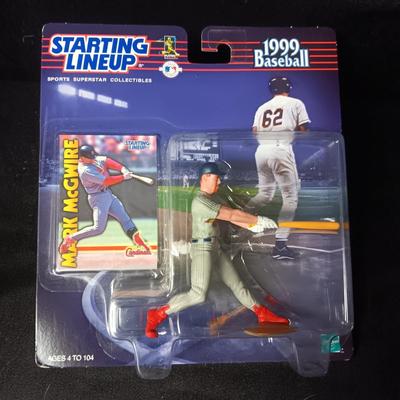 STARTING
LINEUP
SPORTS SUPERSTAR COLLECTIBLES
1999
Baseball
62
STARTING
LINEUP
MARK McGWIRE
Cardinals
AGES 4 TO 104